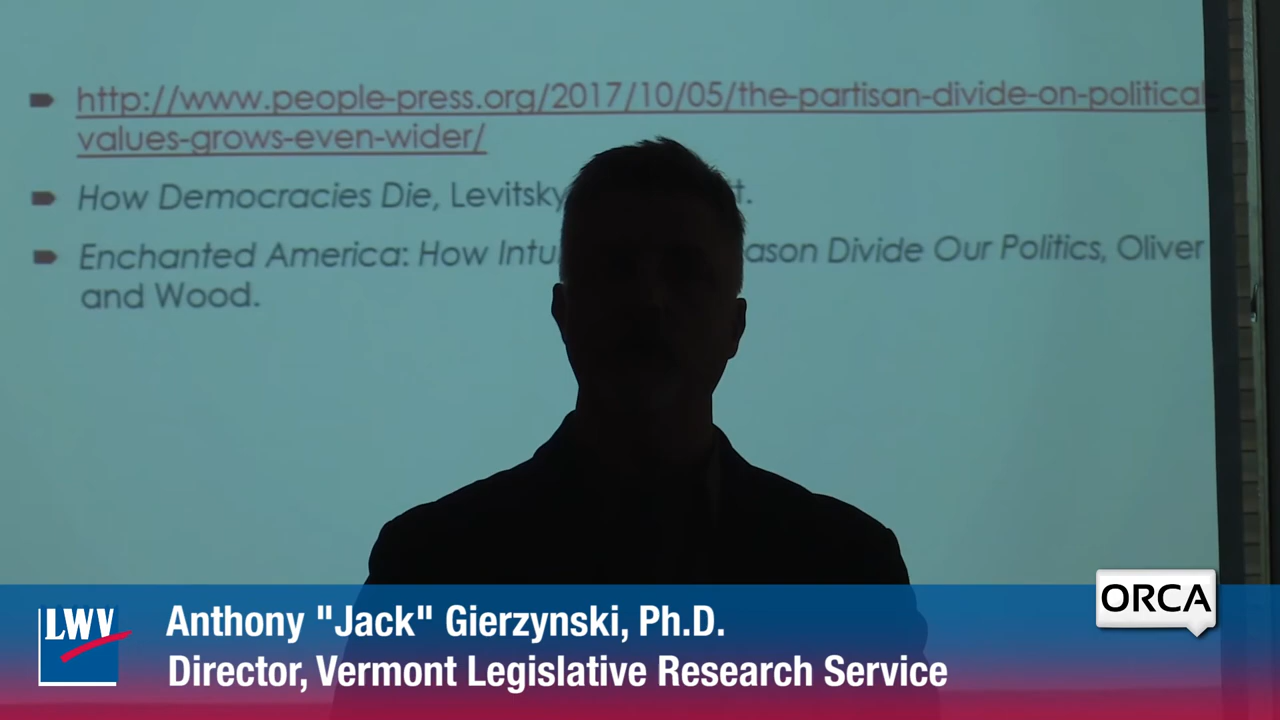 http://www.people-press.org/2017/10/05/the-partisan-divide-on-political
values-grows-even-wider/
How Democracies Die, Levitsky tt.
Enchanted America: How Intu ason Divide Our Politics, Oliver
and Wood.
ORCA
LWV
Anthony "Jack" Gierzynski, Ph.D.
Director, Vermont Legislative Research Service